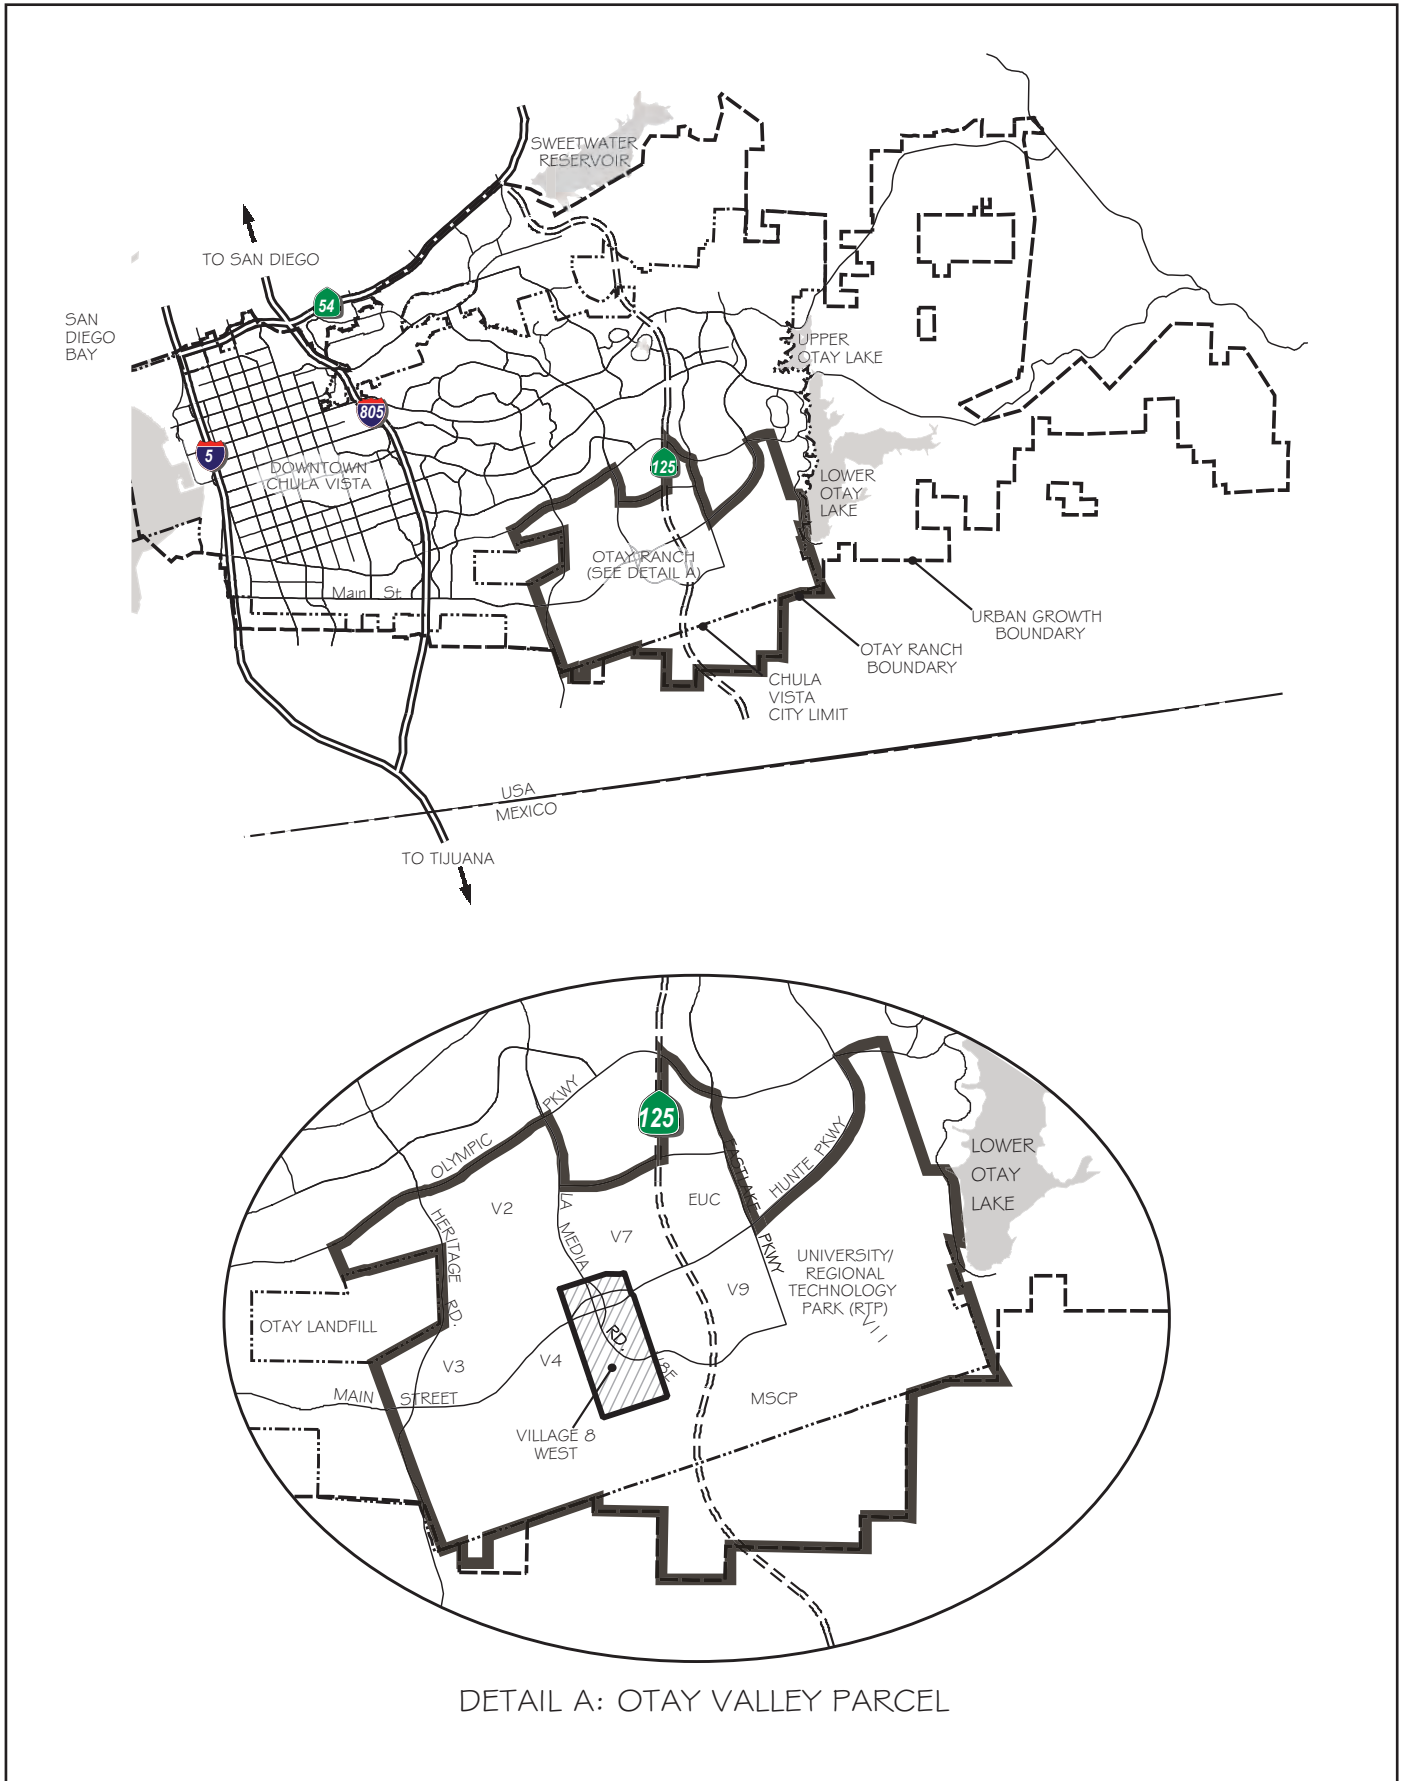 SWEETWATER
RESERVOIR
TO SAN DIEGO
54
SAN
DIEGO
BAY
UPPER
OTAY LAKE
805
5
125
DOWNTOWN
CHULA VISTA
LOWER
OTAY
LAKE
OTAY RANCH
(SEE DETAIL A)
Main St.
URBAN GROWTH
BOUNDARY
OTAY RANCH
BOUNDARY
CHULA
VISTA
CITY LIMIT
USA
MEXICO
TO TIJUANA
125
OLYMPIC PKWY
EASTLAKE PKWY
HUNTE PKWY
LOWER
OTAY
LAKE
V2
LA MEDIA RD.
EUC
HERITAGE RD.
V7
UNIVERSITY/
REGIONAL
TECHNOLOGY
PARK (RTP)
V9
V11
OTAY LANDFILL
V3
V4
V8E
MAIN STREET
MSCP
VILLAGE 8
WEST
DETAIL A: OTAY VALLEY PARCEL